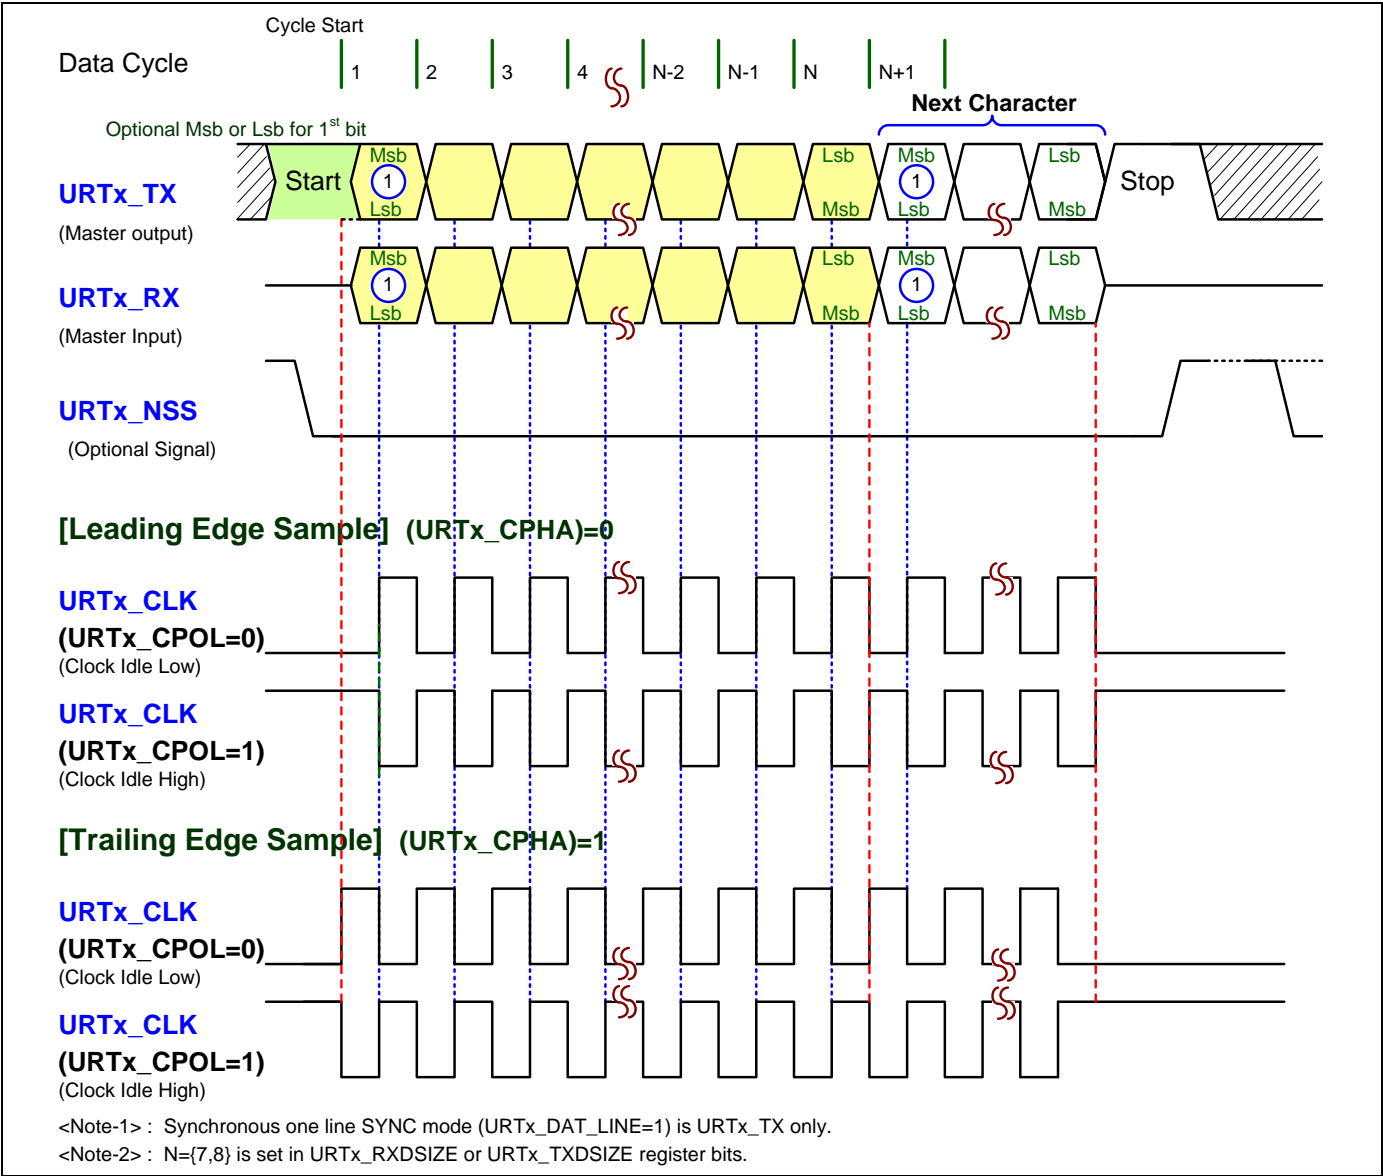 Cycle Start
Data Cycle 1 2 3 4 N-2 N-1 N N+1
Next Character
Optional Msb or Lsb for 1st bit
URTx_TX
(Master output)
Start Msb 1 Lsb Lsb Msb Msb 1 Lsb Lsb Msb Stop
URTx_RX
(Master Input)
Msb 1 Lsb Lsb Msb Msb 1 Lsb Lsb Msb
URTx_NSS
(Optional Signal)
[Leading Edge Sample] (URTx_CPHA)=0
URTx_CLK
(URTx_CPOL=0)
(Clock Idle Low)
URTx_CLK
(URTx_CPOL=1)
(Clock Idle High)
[Trailing Edge Sample] (URTx_CPHA)=1
URTx_CLK
(URTx_CPOL=0)
(Clock Idle Low)
URTx_CLK
(URTx_CPOL=1)
(Clock Idle High)
<Note-1> : Synchronous one line SYNC mode (URTx_DAT_LINE=1) is URTx_TX only.
<Note-2> : N={7,8} is set in URTx_RXDSIZE or URTx_TXDSIZE register bits.